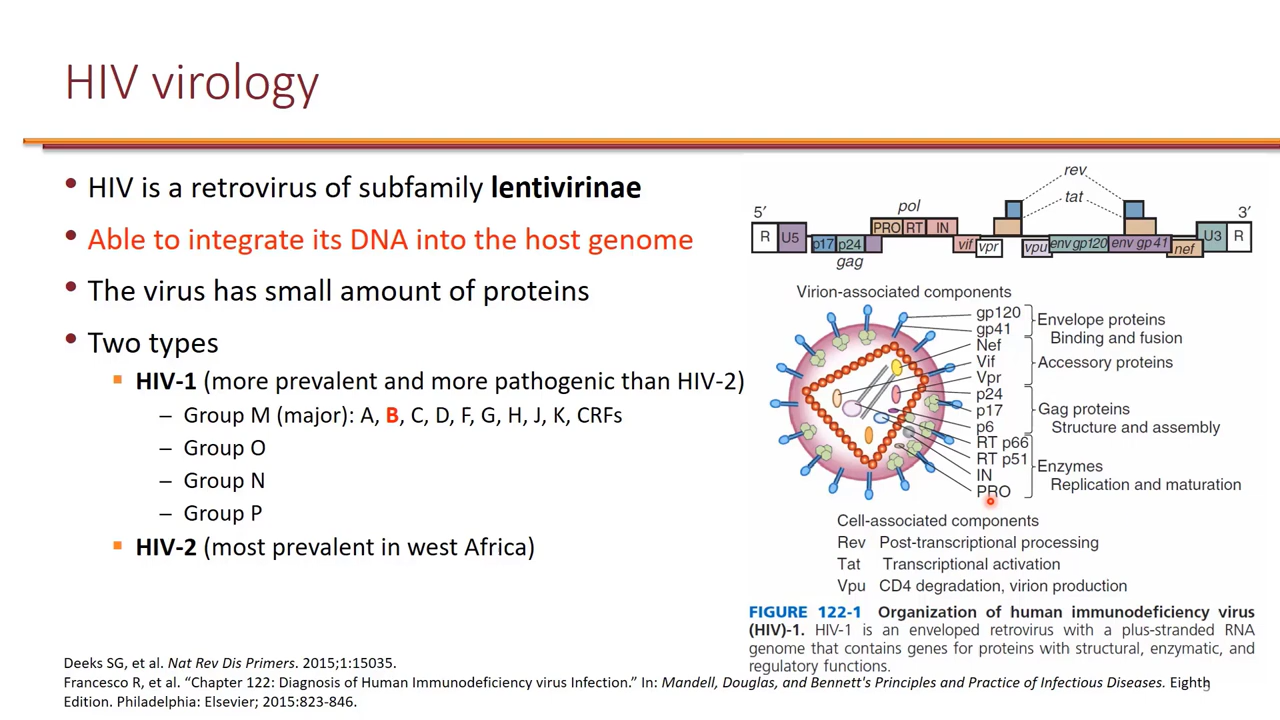 HIV virology
• HIV is a retrovirus of subfamily lentivirinae
• Able to integrate its DNA into the host genome
• The virus has small amount of proteins
• Two types
▪ HIV-1 (more prevalent and more pathogenic than HIV-2)
– Group M (major): A, B, C, D, F, G, H, J, K, CRFs
– Group O
– Group N
– Group P
▪ HIV-2 (most prevalent in west Africa)
rev
tat
5′
pol
3′
R
U5
p17
p24
PRO
RT
IN
vif
vpr
vpu
env gp120
env gp 41
nef
U3
R
gag
Virion-associated components
gp120
gp41
Envelope proteins
Binding and fusion
Nef
Vif
Vpr
Accessory proteins
p24
p17
p6
Gag proteins
Structure and assembly
RT p66
RT p51
IN
PRO
Enzymes
Replication and maturation
Cell-associated components
Rev Post-transcriptional processing
Tat Transcriptional activation
Vpu CD4 degradation, virion production
FIGURE 122-1 Organization of human immunodeficiency virus
(HIV)-1. HIV-1 is an enveloped retrovirus with a plus-stranded RNA
genome that contains genes for proteins with structural, enzymatic, and
regulatory functions.
Deeks SG, et al. Nat Rev Dis Primers. 2015;1:15035.
Francesco R, et al. “Chapter 122: Diagnosis of Human Immunodeficiency virus Infection.” In: Mandell, Douglas, and Bennett's Principles and Practice of Infectious Diseases. Eighth
Edition. Philadelphia: Elsevier; 2015:823-846.